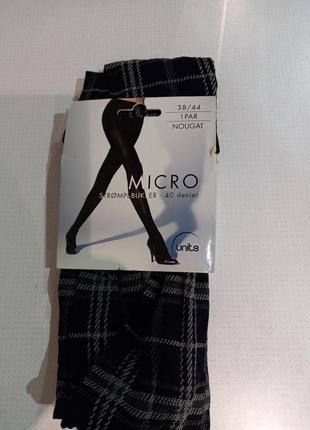 38/44
1 PAR
NOUGAT
MICRO
STRØMPEBUKSER - 40 denier
units